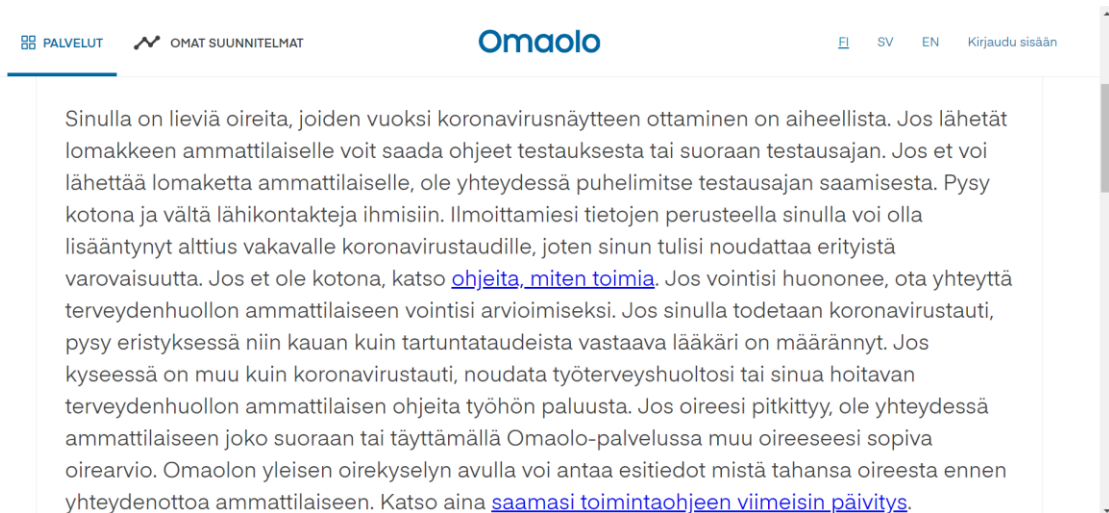 PALVELUT OMAT SUUNNITELMAT Omaolo FI SV EN Kirjaudu sisään
Sinulla on lieviä oireita, joiden vuoksi koronavirusnäytteen ottaminen on aiheellista. Jos lähetät
lomakkeen ammattilaiselle voit saada ohjeet testauksesta tai suoraan testausajan. Jos et voi
lähettää lomaketta ammattilaiselle, ole yhteydessä puhelimitse testausajan saamisesta. Pysy
kotona ja vältä lähikontakteja ihmisiin. Ilmoittamiesi tietojen perusteella sinulla voi olla
lisääntynyt alttius vakavalle koronavirustaudille, joten sinun tulisi noudattaa erityistä
varovaisuutta. Jos et ole kotona, katso ohjeita, miten toimia. Jos vointisi huononee, ota yhteyttä
terveydenhuollon ammattilaiseen vointisi arvioimiseksi. Jos sinulla todetaan koronavirustauti,
pysy eristyksessä niin kauan kuin tartuntataudeista vastaava lääkäri on määrännyt. Jos
kyseessä on muu kuin koronavirustauti, noudata työterveyshuoltosi tai sinua hoitavan
terveydenhuollon ammattilaisen ohjeita työhön paluusta. Jos oireesi pitkittyy, ole yhteydessä
ammattilaiseen joko suoraan tai täyttämällä Omaolo-palvelussa muu oireeseesi sopiva
oirearvio. Omaolon yleisen oirekyselyn avulla voi antaa esitiedot mistä tahansa oireesta ennen
yhteydenottoa ammattilaiseen. Katso aina saamasi toimintaohjeen viimeisin päivitys.